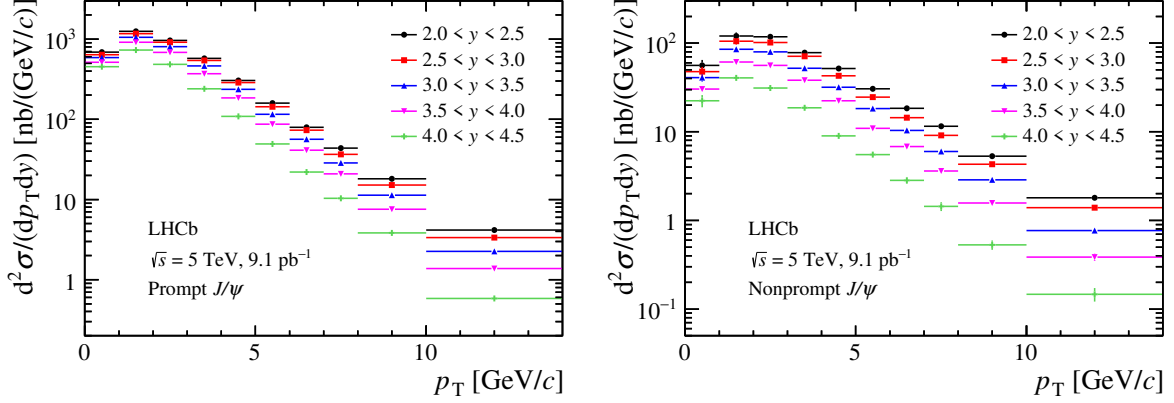 d²σ/(dp_T dy) [nb/(GeV/c)]
10³
10²
10
1
2.0 < y < 2.5
2.5 < y < 3.0
3.0 < y < 3.5
3.5 < y < 4.0
4.0 < y < 4.5
LHCb
√s = 5 TeV, 9.1 pb⁻¹
Prompt J/ψ
0 5 10
p_T [GeV/c]
d²σ/(dp_T dy) [nb/(GeV/c)]
10²
10
1
10⁻¹
2.0 < y < 2.5
2.5 < y < 3.0
3.0 < y < 3.5
3.5 < y < 4.0
4.0 < y < 4.5
LHCb
√s = 5 TeV, 9.1 pb⁻¹
Nonprompt J/ψ
0 5 10
p_T [GeV/c]